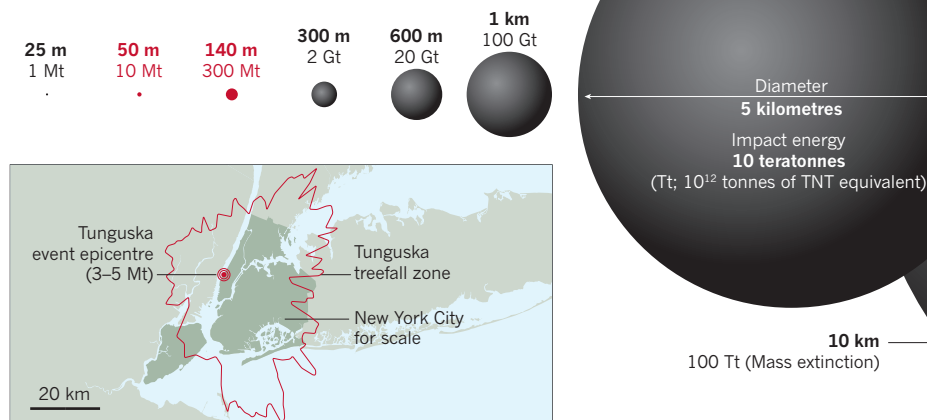 25 m
1 Mt
50 m
10 Mt
140 m
300 Mt
300 m
2 Gt
600 m
20 Gt
1 km
100 Gt
Diameter
5 kilometres
Impact energy
10 teratonnes
(Tt; 10¹² tonnes of TNT equivalent)
10 km
100 Tt (Mass extinction)
Tunguska
event epicentre
(3–5 Mt)
Tunguska
treefall zone
New York City
for scale
20 km